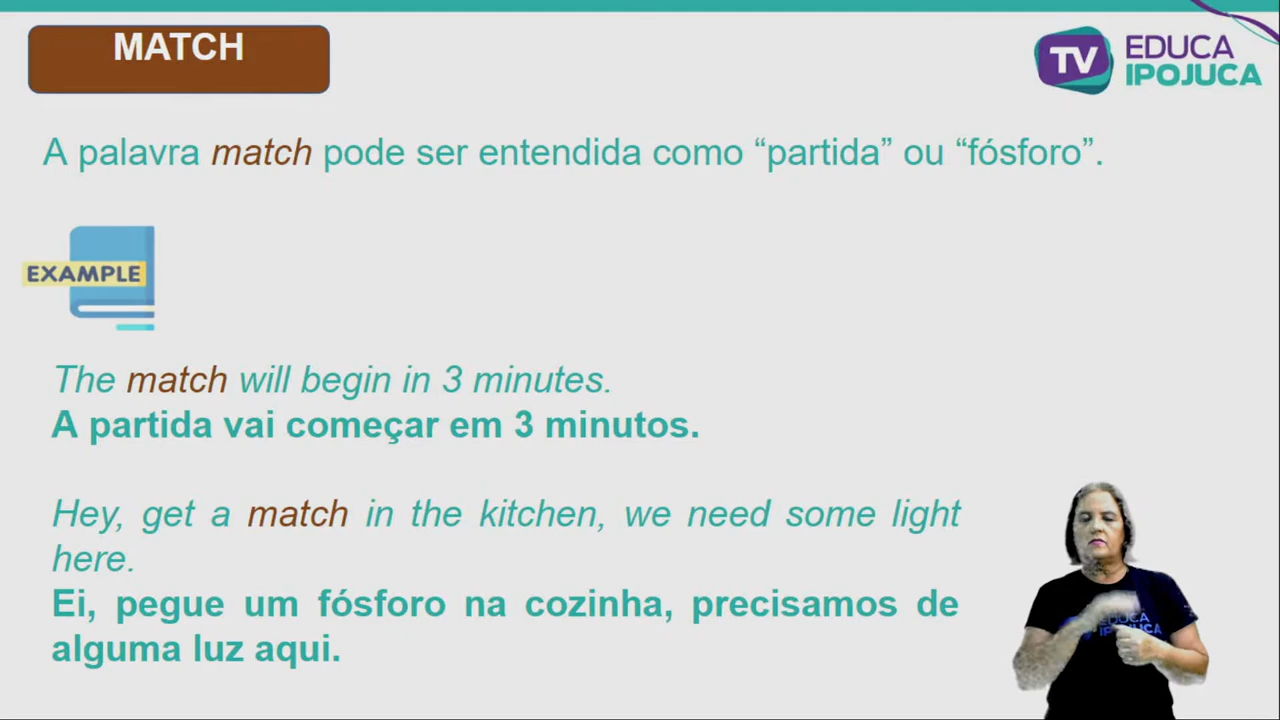 MATCH
TV EDUCA
IPOJUCA
A palavra match pode ser entendida como “partida” ou “fósforo”.
EXAMPLE
The match will begin in 3 minutes.
A partida vai começar em 3 minutos.
Hey, get a match in the kitchen, we need some light
here.
Ei, pegue um fósforo na cozinha, precisamos de
alguma luz aqui.
EDUCA
IPOJUCA